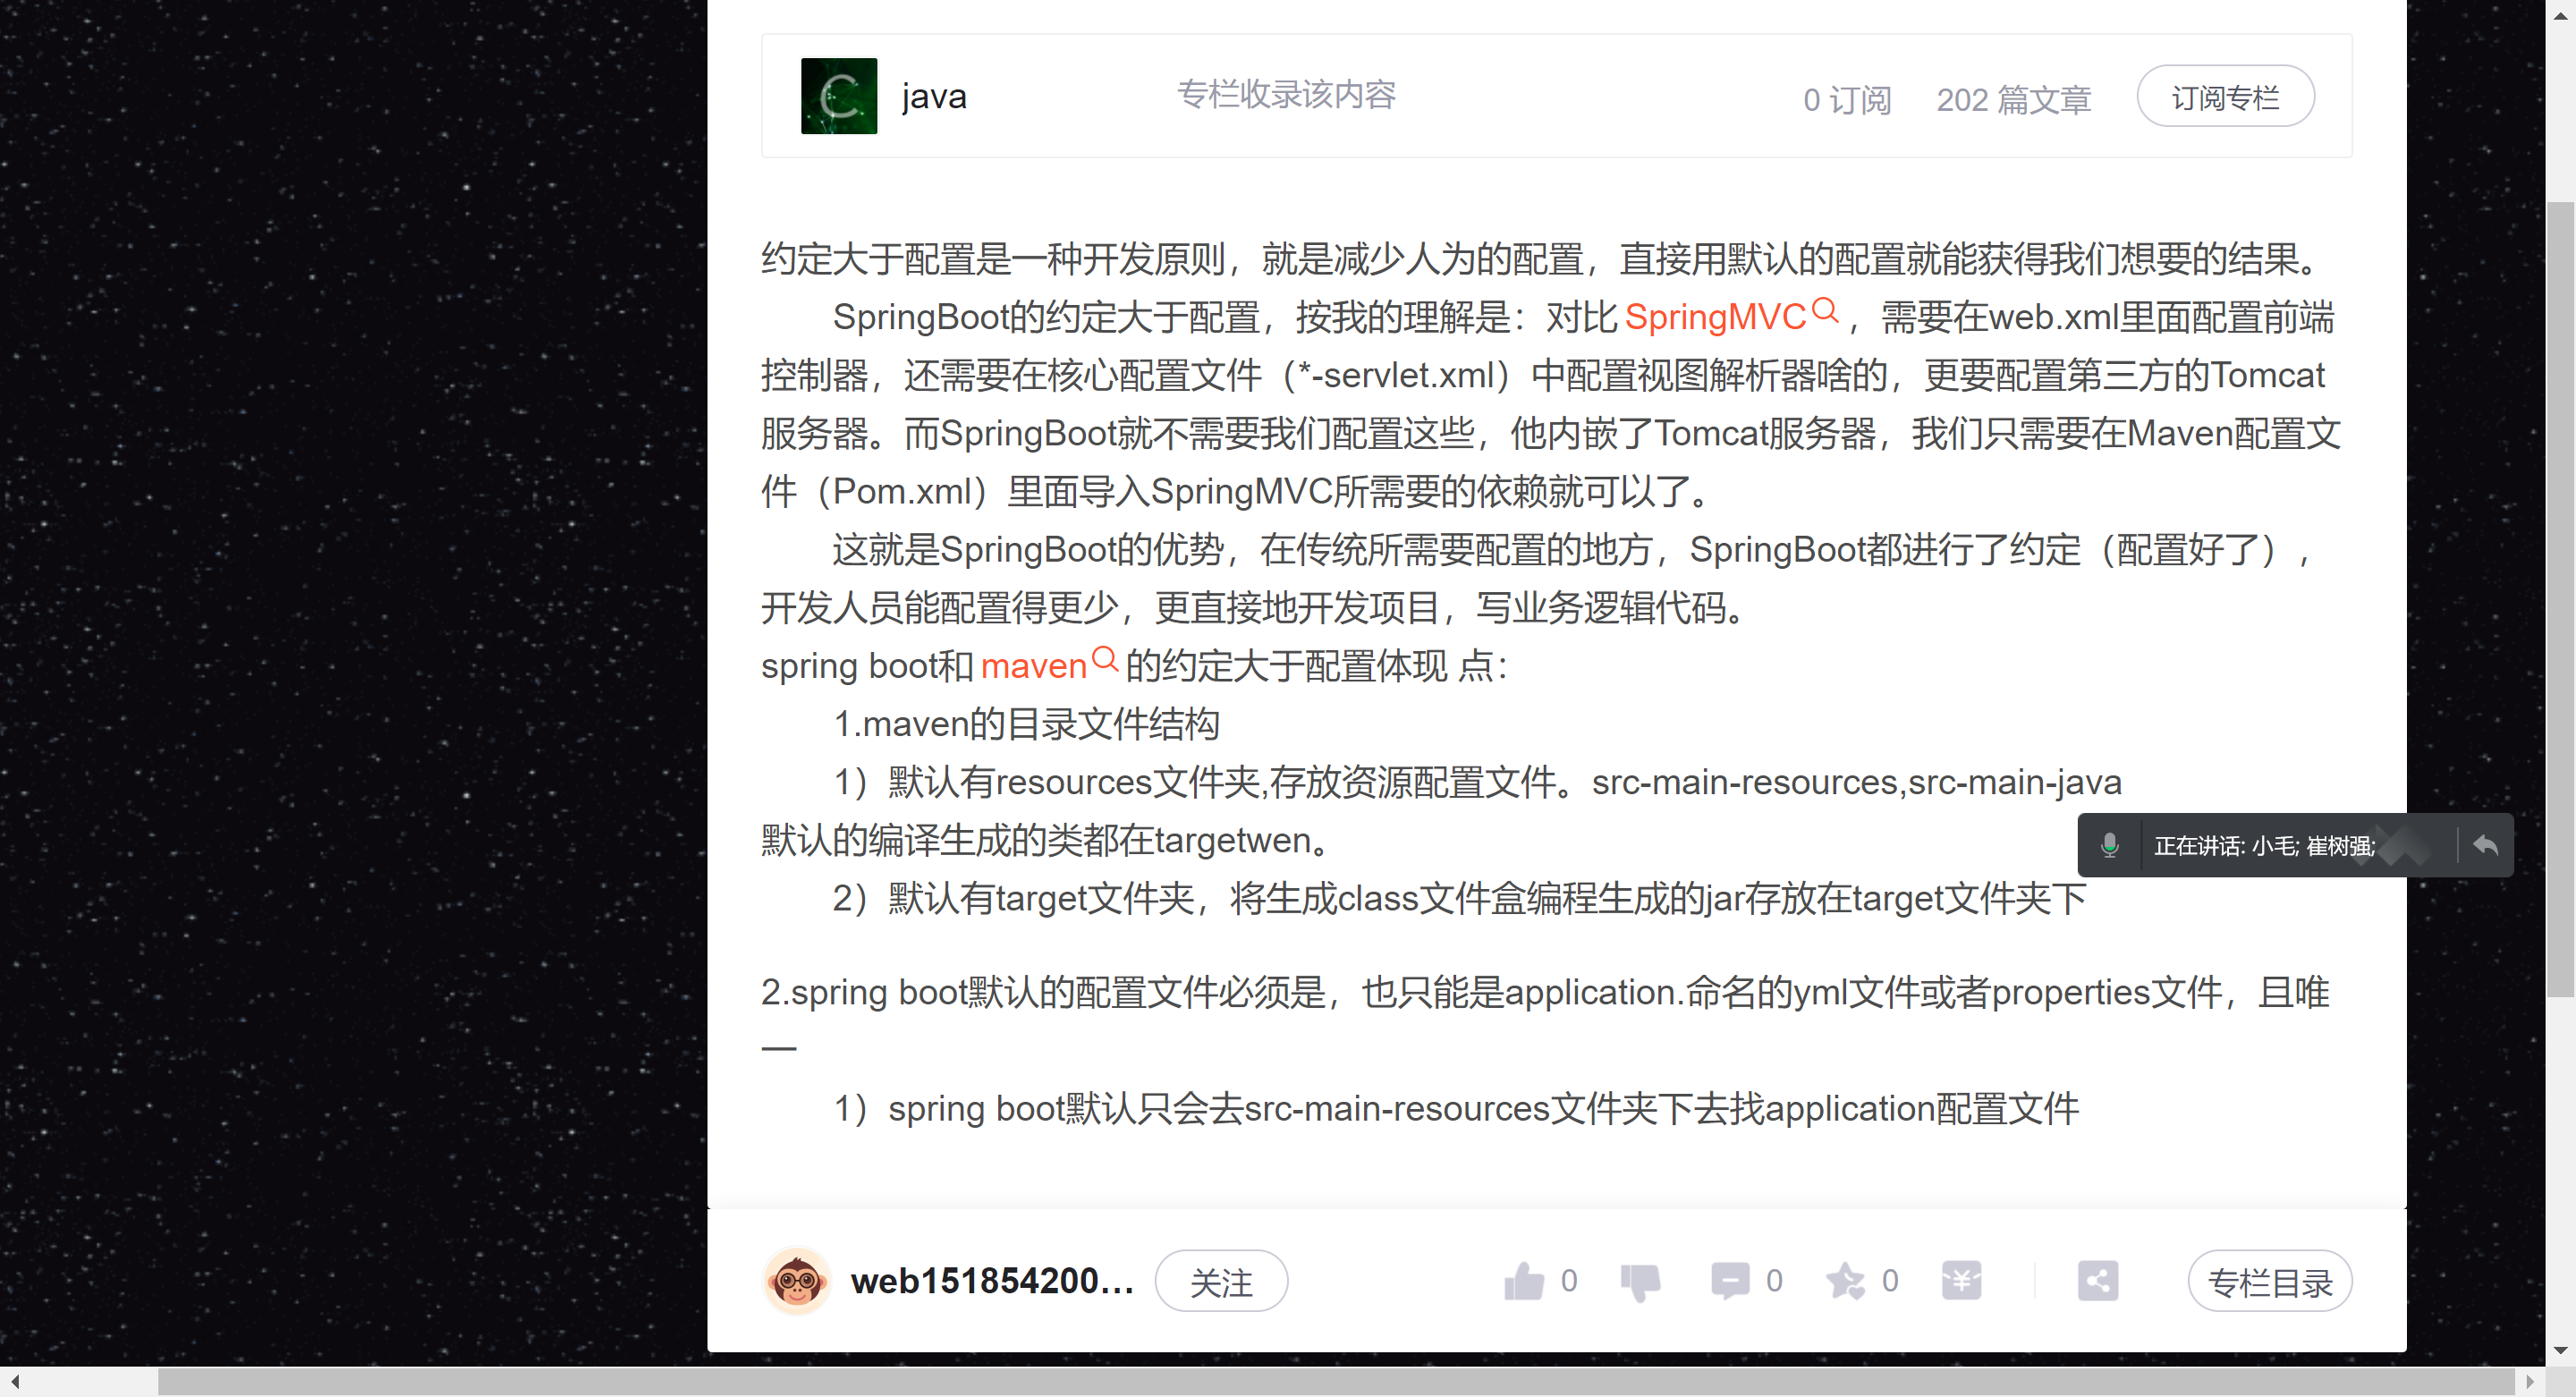 java 专栏收录该内容 0 订阅 202 篇文章 订阅专栏
约定大于配置是一种开发原则，就是减少人为的配置，直接用默认的配置就能获得我们想要的结果。
SpringBoot的约定大于配置，按我的理解是：对比 SpringMVC ，需要在web.xml里面配置前端
控制器，还需要在核心配置文件（*-servlet.xml）中配置视图解析器啥的，更要配置第三方的Tomcat
服务器。而SpringBoot就不需要我们配置这些，他内嵌了Tomcat服务器，我们只需要在Maven配置文
件（Pom.xml）里面导入SpringMVC所需要的依赖就可以了。
这就是SpringBoot的优势，在传统所需要配置的地方，SpringBoot都进行了约定（配置好了），
开发人员能配置得更少，更直接地开发项目，写业务逻辑代码。
spring boot和 maven 的约定大于配置体现 点：
1.maven的目录文件结构
1）默认有resources文件夹,存放资源配置文件。src-main-resources,src-main-java
默认的编译生成的类都在targetwen。
正在讲话: 小毛; 崔树强;
2）默认有target文件夹，将生成class文件盒编程生成的jar存放在target文件夹下
2.spring boot默认的配置文件必须是，也只能是application.命名的yml文件或者properties文件，且唯
一
1）spring boot默认只会去src-main-resources文件夹下去找application配置文件
web151854200... 关注 0 0 0 专栏目录